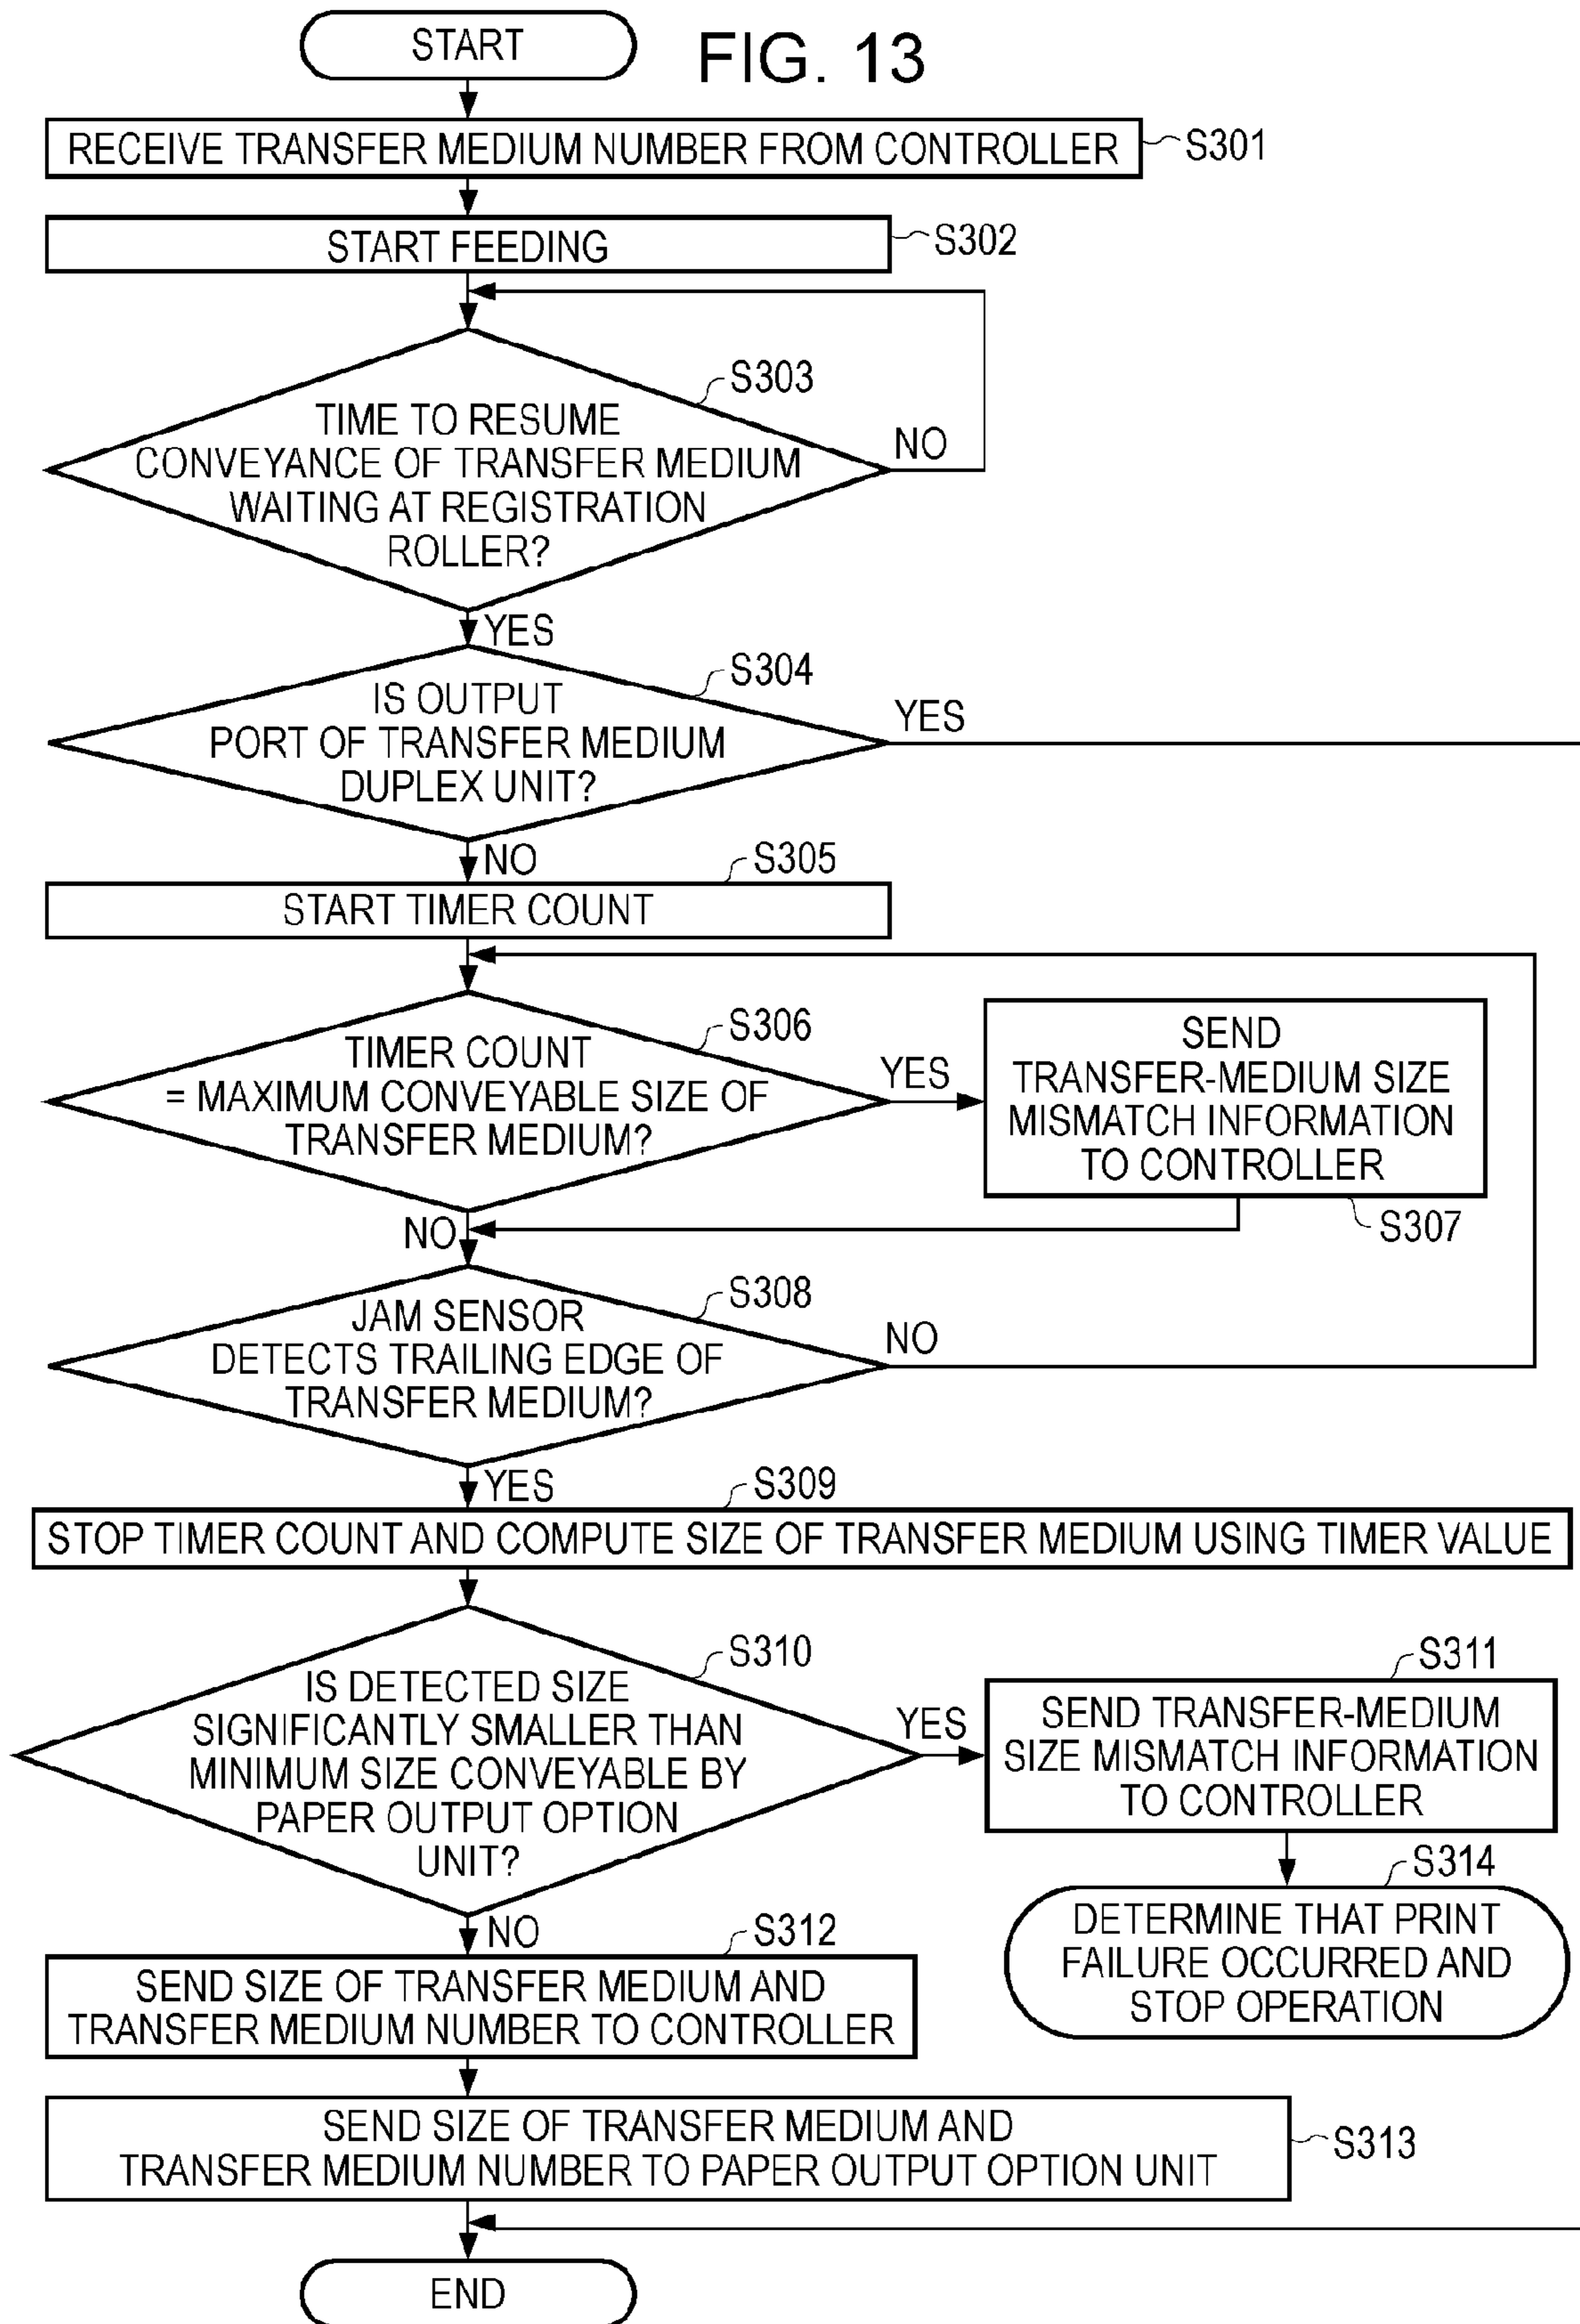 START
FIG. 13
RECEIVE TRANSFER MEDIUM NUMBER FROM CONTROLLER
S301
START FEEDING
S302
S303
TIME TO RESUME
CONVEYANCE OF TRANSFER MEDIUM
WAITING AT REGISTRATION
ROLLER?
NO
YES
S304
IS OUTPUT
PORT OF TRANSFER MEDIUM
DUPLEX UNIT?
YES
NO
S305
START TIMER COUNT
S306
TIMER COUNT
= MAXIMUM CONVEYABLE SIZE OF
TRANSFER MEDIUM?
YES
SEND
TRANSFER-MEDIUM SIZE
MISMATCH INFORMATION
TO CONTROLLER
S307
NO
S308
JAM SENSOR
DETECTS TRAILING EDGE OF
TRANSFER MEDIUM?
NO
YES
S309
STOP TIMER COUNT AND COMPUTE SIZE OF TRANSFER MEDIUM USING TIMER VALUE
S310
IS DETECTED SIZE
SIGNIFICANTLY SMALLER THAN
MINIMUM SIZE CONVEYABLE BY
PAPER OUTPUT OPTION
UNIT?
YES
S311
SEND TRANSFER-MEDIUM
SIZE MISMATCH INFORMATION
TO CONTROLLER
S314
DETERMINE THAT PRINT
FAILURE OCCURRED AND
STOP OPERATION
NO
S312
SEND SIZE OF TRANSFER MEDIUM AND
TRANSFER MEDIUM NUMBER TO CONTROLLER
SEND SIZE OF TRANSFER MEDIUM AND
TRANSFER MEDIUM NUMBER TO PAPER OUTPUT OPTION UNIT
S313
END